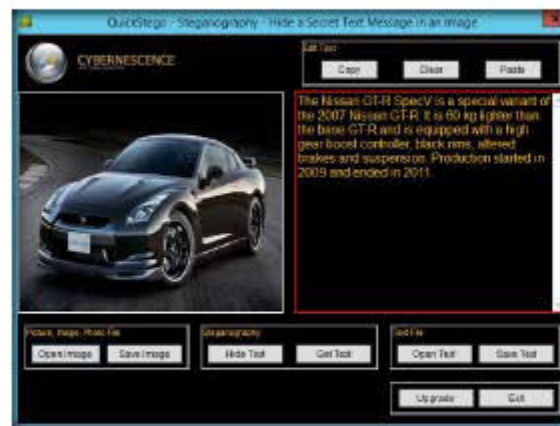 QuickStego - Steganography - Hide a Secret Text Message in an Image
CYBERNESCENCE
Edit Text
Copy
Clear
Paste
The Nissan GT-R SpecV is a special variant of
the 2007 Nissan GT-R. It is 60 kg lighter than
the base GT-R and is equipped with a high
gear boost controller, black rims, altered
brakes and suspension. Production started in
2009 and ended in 2011.
Picture, Image, Photo File
Open Image
Save Image
Steganography
Hide Text
Get Text
Text File
Open Text
Save Text
Upgrade
Exit